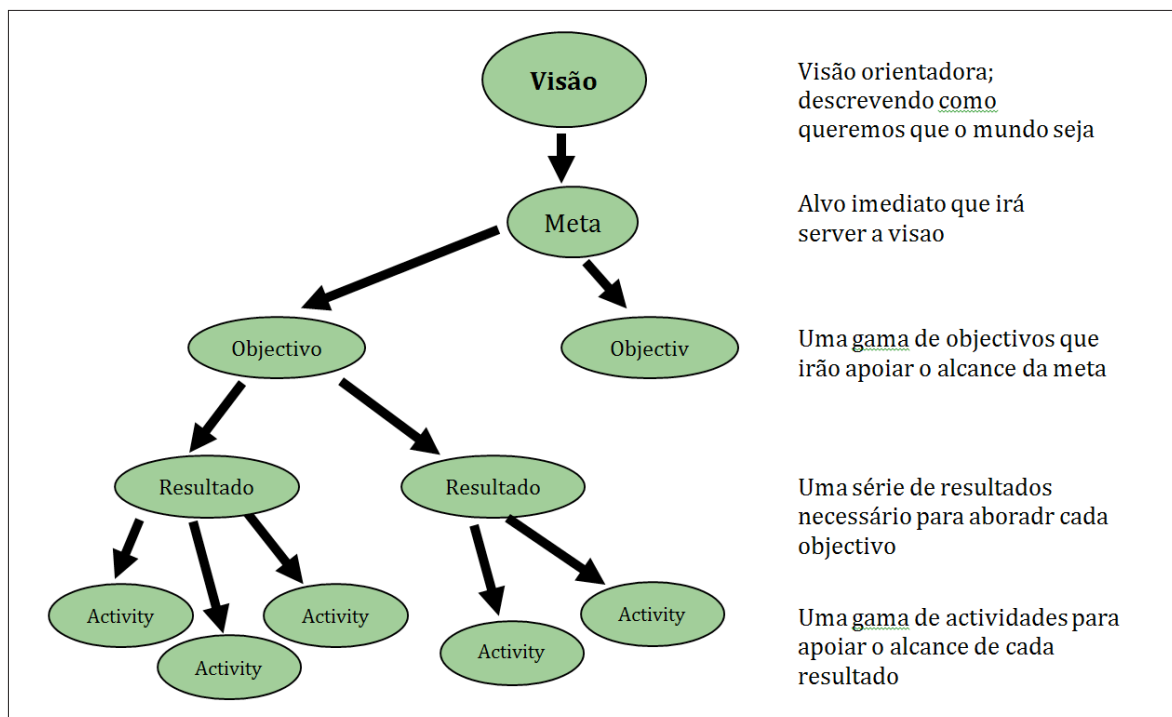 Visão
Visão orientadora;
descrevendo como
queremos que o mundo seja
Meta
Alvo imediato que irá
server a visao
Objectivo
Objectiv
Uma gama de objectivos que
irão apoiar o alcance da meta
Resultado
Resultado
Uma série de resultados
necessário para aboradr cada
objectivo
Activity
Activity
Activity
Activity
Activity
Uma gama de actividades para
apoiar o alcance de cada
resultado